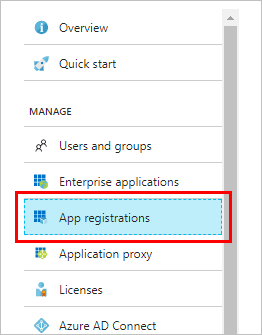 Overview
Quick start
MANAGE
Users and groups
Enterprise applications
App registrations
Application proxy
Licenses
Azure AD Connect